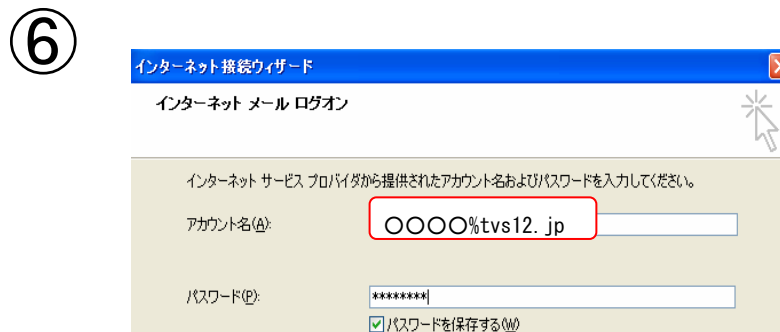 ⑥
インターネット接続ウィザード
インターネット メール ログオン
インターネット サービス プロバイダから提供されたアカウント名およびパスワードを入力してください。
アカウント名(A):
〇〇〇〇%tvs12.jp
パスワード(P):
********
パスワードを保存する(W)